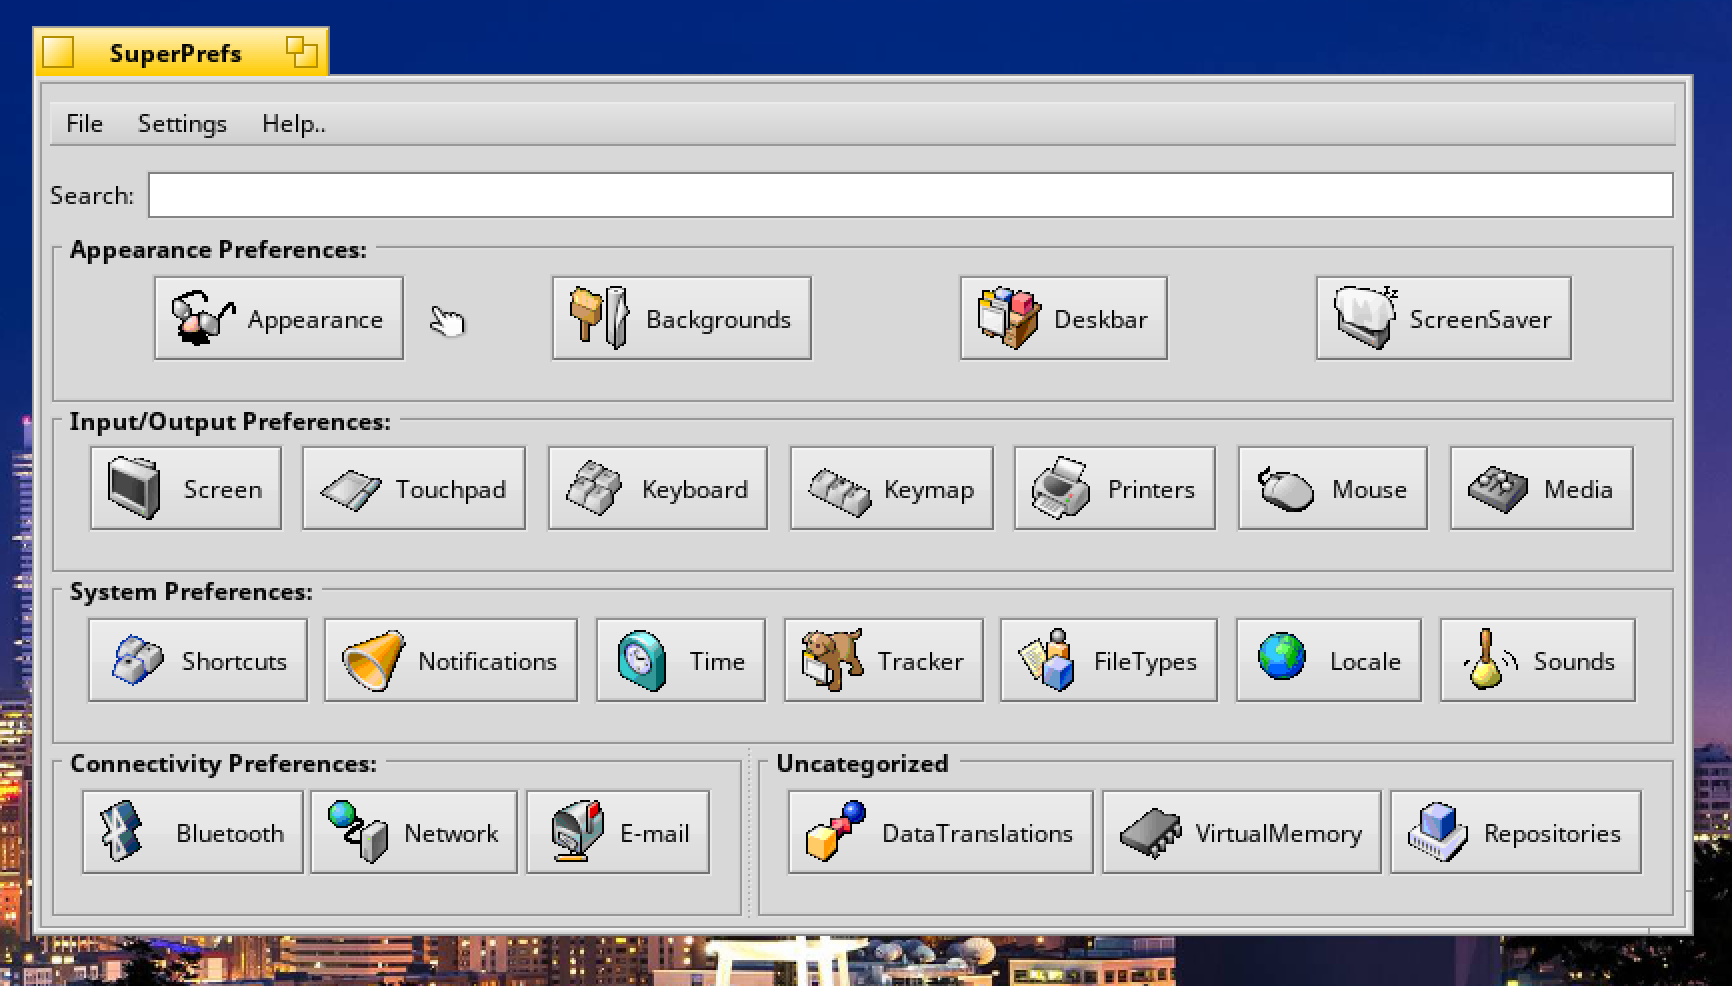 SuperPrefs
File Settings Help..
Search:
Appearance Preferences:
Appearance Backgrounds Deskbar ScreenSaver
Input/Output Preferences:
Screen Touchpad Keyboard Keymap Printers Mouse Media
System Preferences:
Shortcuts Notifications Time Tracker FileTypes Locale Sounds
Connectivity Preferences: Uncategorized
Bluetooth Network E-mail DataTranslations VirtualMemory Repositories